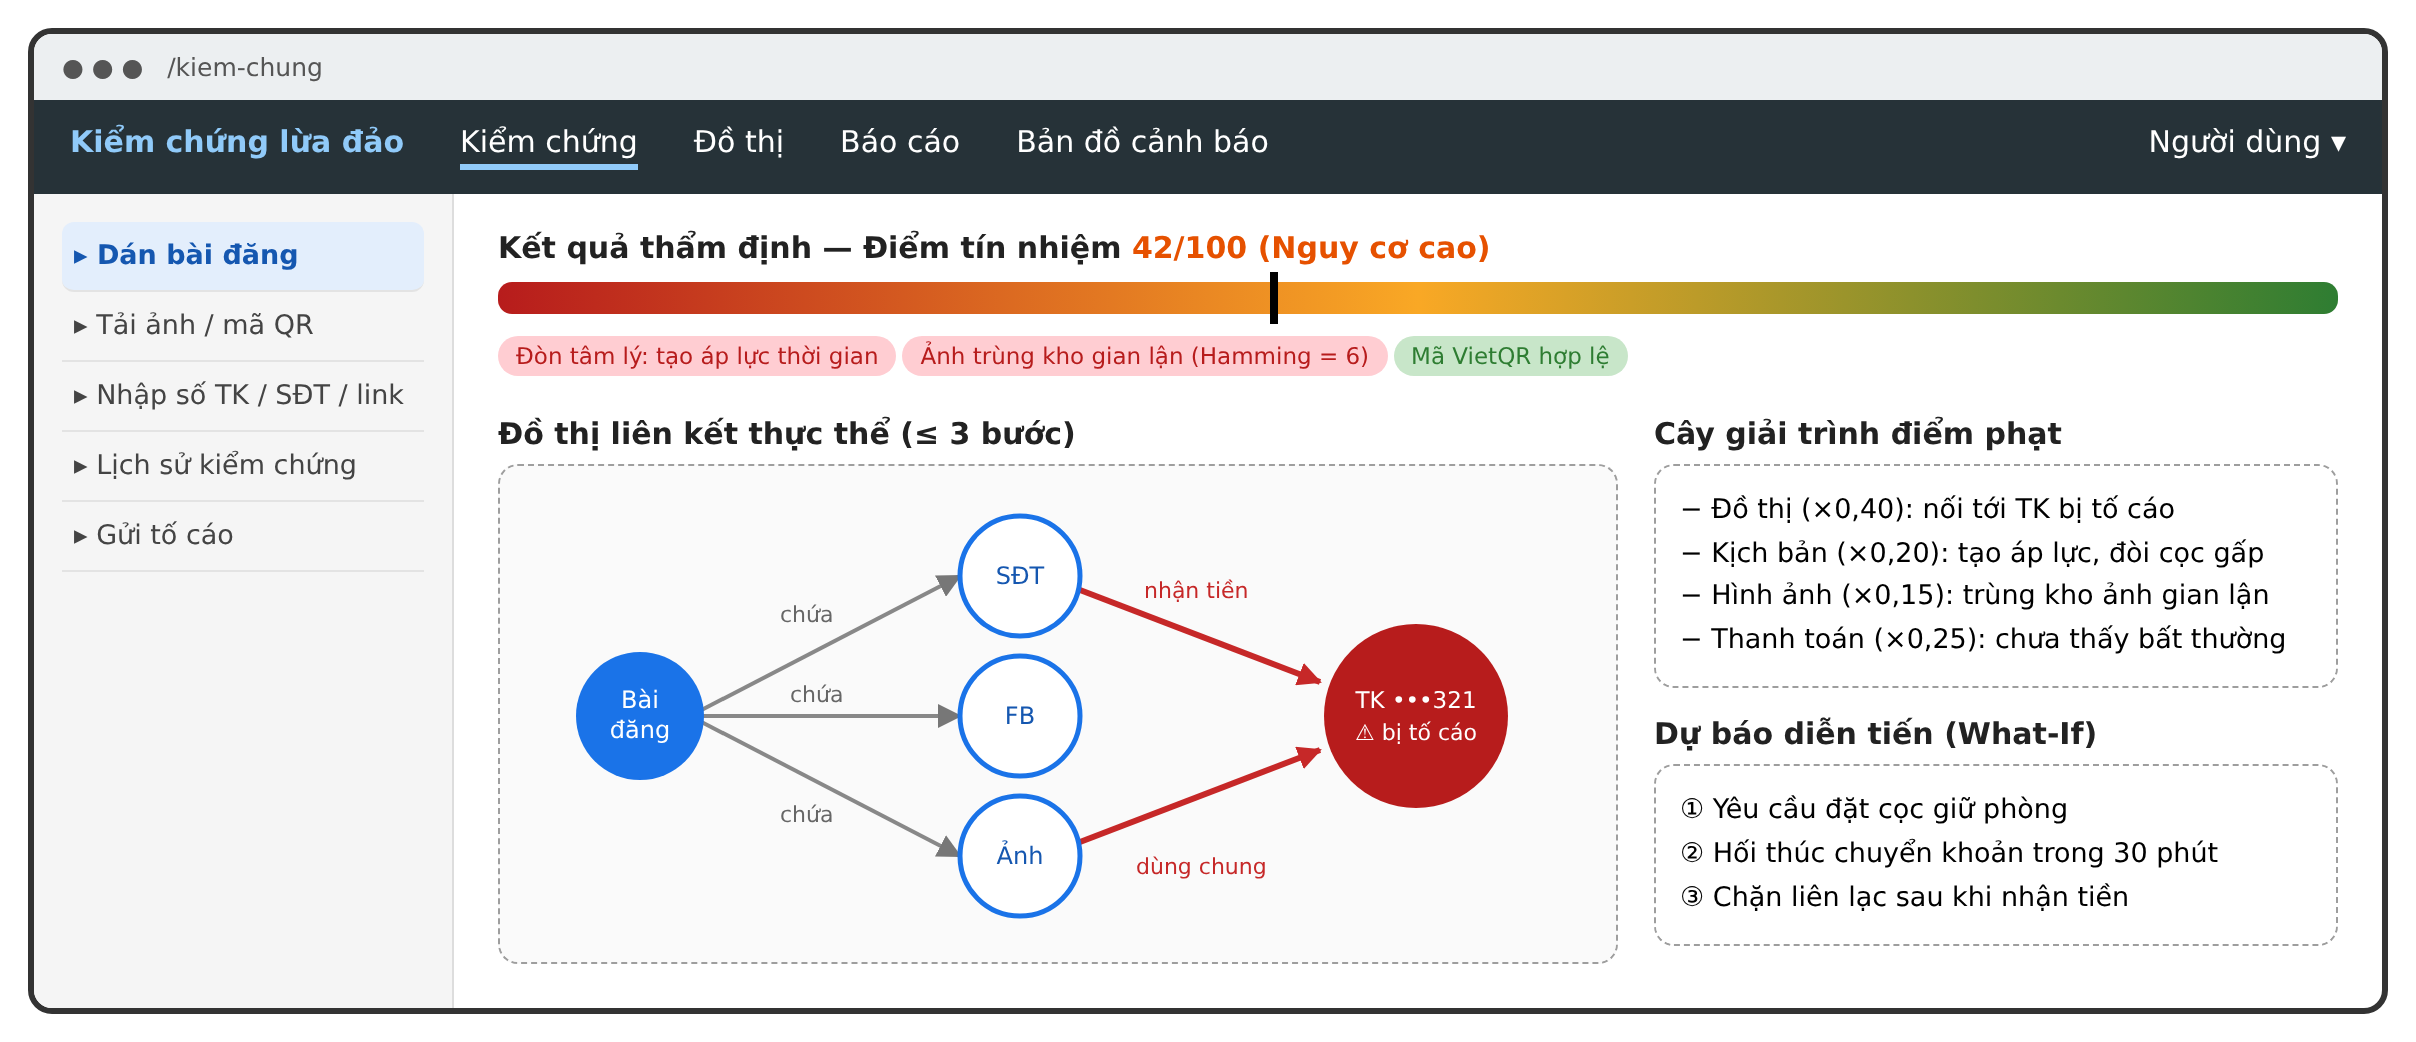 /kiem-chung
Kiểm chứng lừa đảo
Kiểm chứng
Đồ thị
Báo cáo
Bản đồ cảnh báo
Người dùng ▾
▸ Dán bài đăng
▸ Tải ảnh / mã QR
▸ Nhập số TK / SĐT / link
▸ Lịch sử kiểm chứng
▸ Gửi tố cáo
Kết quả thẩm định — Điểm tín nhiệm 42/100 (Nguy cơ cao)
Đòn tâm lý: tạo áp lực thời gian
Ảnh trùng kho gian lận (Hamming = 6)
Mã VietQR hợp lệ
Đồ thị liên kết thực thể (≤ 3 bước)
Bài
đăng
chứa
chứa
chứa
SĐT
FB
Ảnh
nhận tiền
dùng chung
TK •••321
⚠ bị tố cáo
Cây giải trình điểm phạt
− Đồ thị (×0,40): nối tới TK bị tố cáo
− Kịch bản (×0,20): tạo áp lực, đòi cọc gấp
− Hình ảnh (×0,15): trùng kho ảnh gian lận
− Thanh toán (×0,25): chưa thấy bất thường
Dự báo diễn tiến (What-If)
① Yêu cầu đặt cọc giữ phòng
② Hối thúc chuyển khoản trong 30 phút
③ Chặn liên lạc sau khi nhận tiền